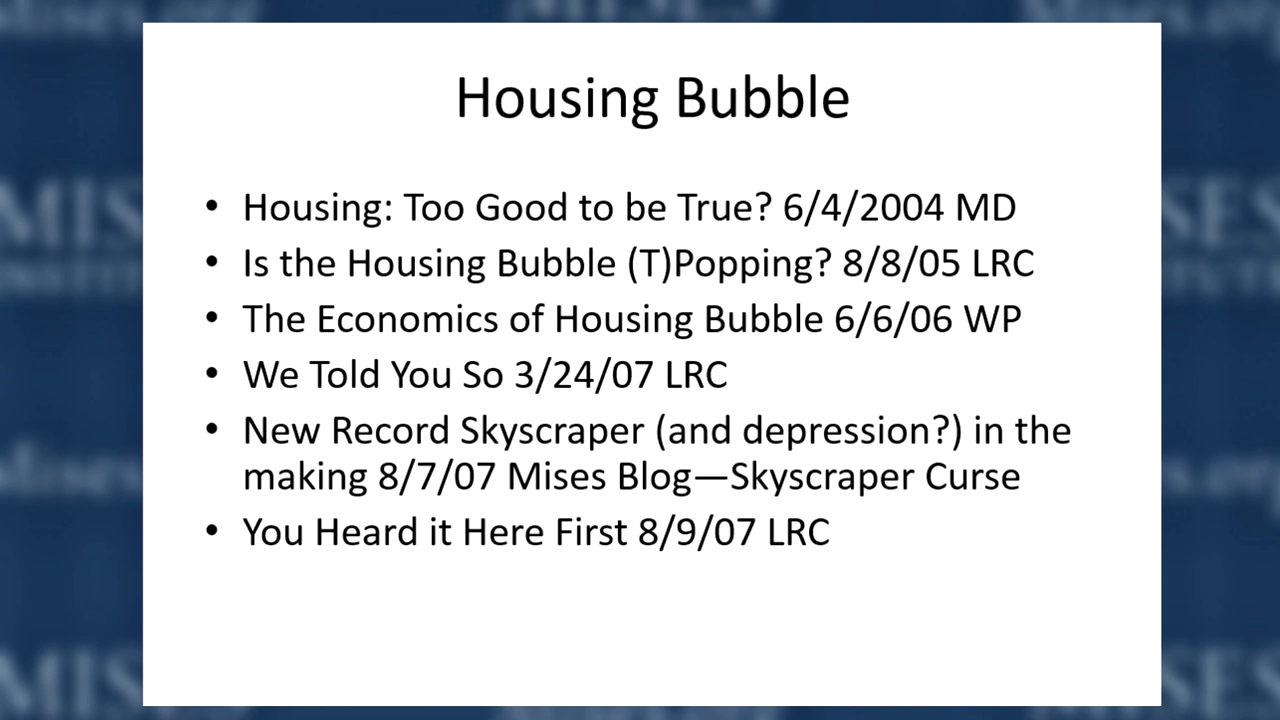 Housing Bubble
• Housing: Too Good to be True? 6/4/2004 MD
• Is the Housing Bubble (T)Popping? 8/8/05 LRC
• The Economics of Housing Bubble 6/6/06 WP
• We Told You So 3/24/07 LRC
• New Record Skyscraper (and depression?) in the
making 8/7/07 Mises Blog—Skyscraper Curse
• You Heard it Here First 8/9/07 LRC